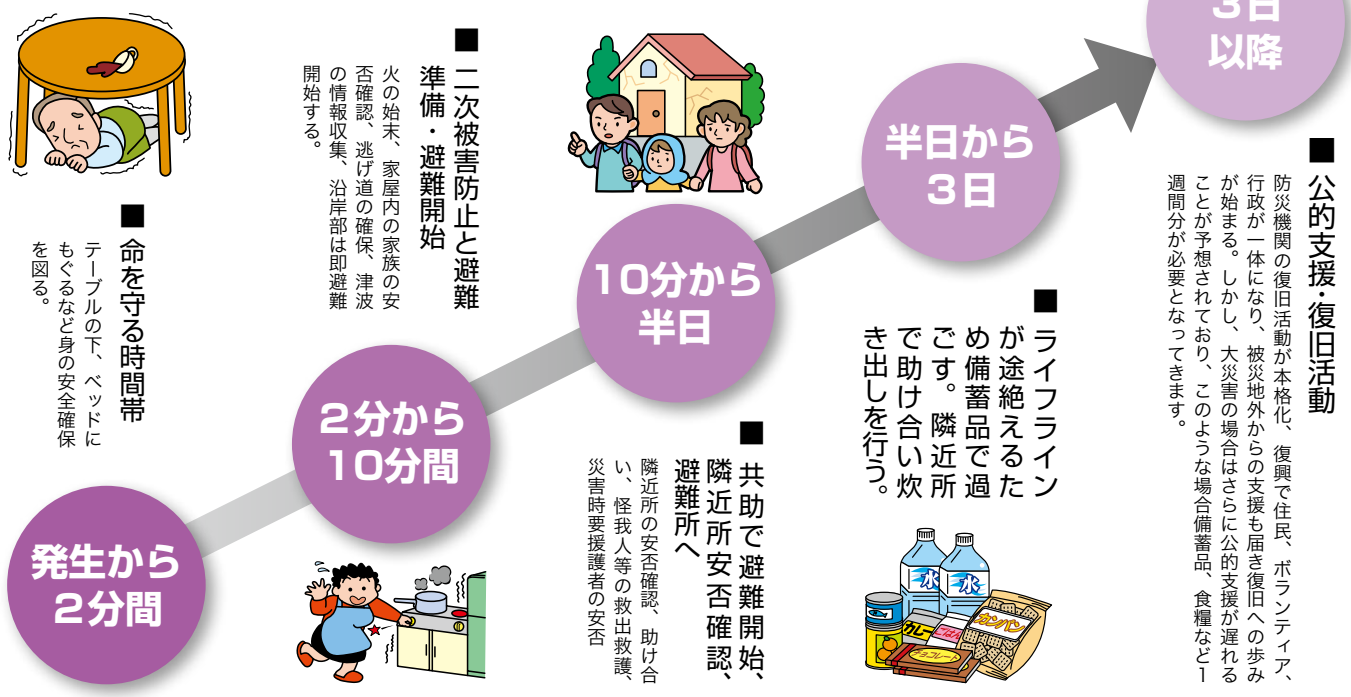 発生から
2分間
■ 命を守る時間帯
テーブルの下、ベッドに
もぐるなど身の安全確保
を図る。
2分から
10分間
■ 二次被害防止と避難
準備・避難開始
火の始末、家屋内の家族の安
否確認、逃げ道の確保、津波
の情報収集、沿岸部は即避難
開始する。
10分から
半日
■ 共助で避難開始、
隣近所安否確認、
避難所へ
隣近所の安否確認、助け合
い、怪我人等の救出救護、
災害時要援護者の安否
半日から
3日
■ ライフライン
が途絶えるた
め備蓄品で過
ごす。隣近所
で助け合い炊
き出しを行う。
水
水
カレー
ごはん
カンパン
チョコレート
3日
以降
■ 公的支援・復旧活動
防災機関の復旧活動が本格化、復興で住民、ボランティア、
行政が一体になり、被災地外からの支援も届き復旧への歩み
が始まる。しかし、大災害の場合はさらに公的支援が遅れる
ことが予想されており、このような場合備蓄品、食糧など1
週間分が必要となってきます。